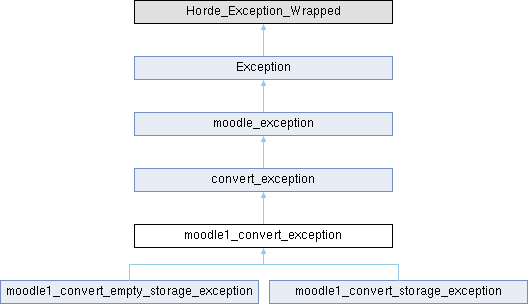 Horde_Exception_Wrapped
Exception
moodle_exception
convert_exception
moodle1_convert_exception
moodle1_convert_empty_storage_exception
moodle1_convert_storage_exception